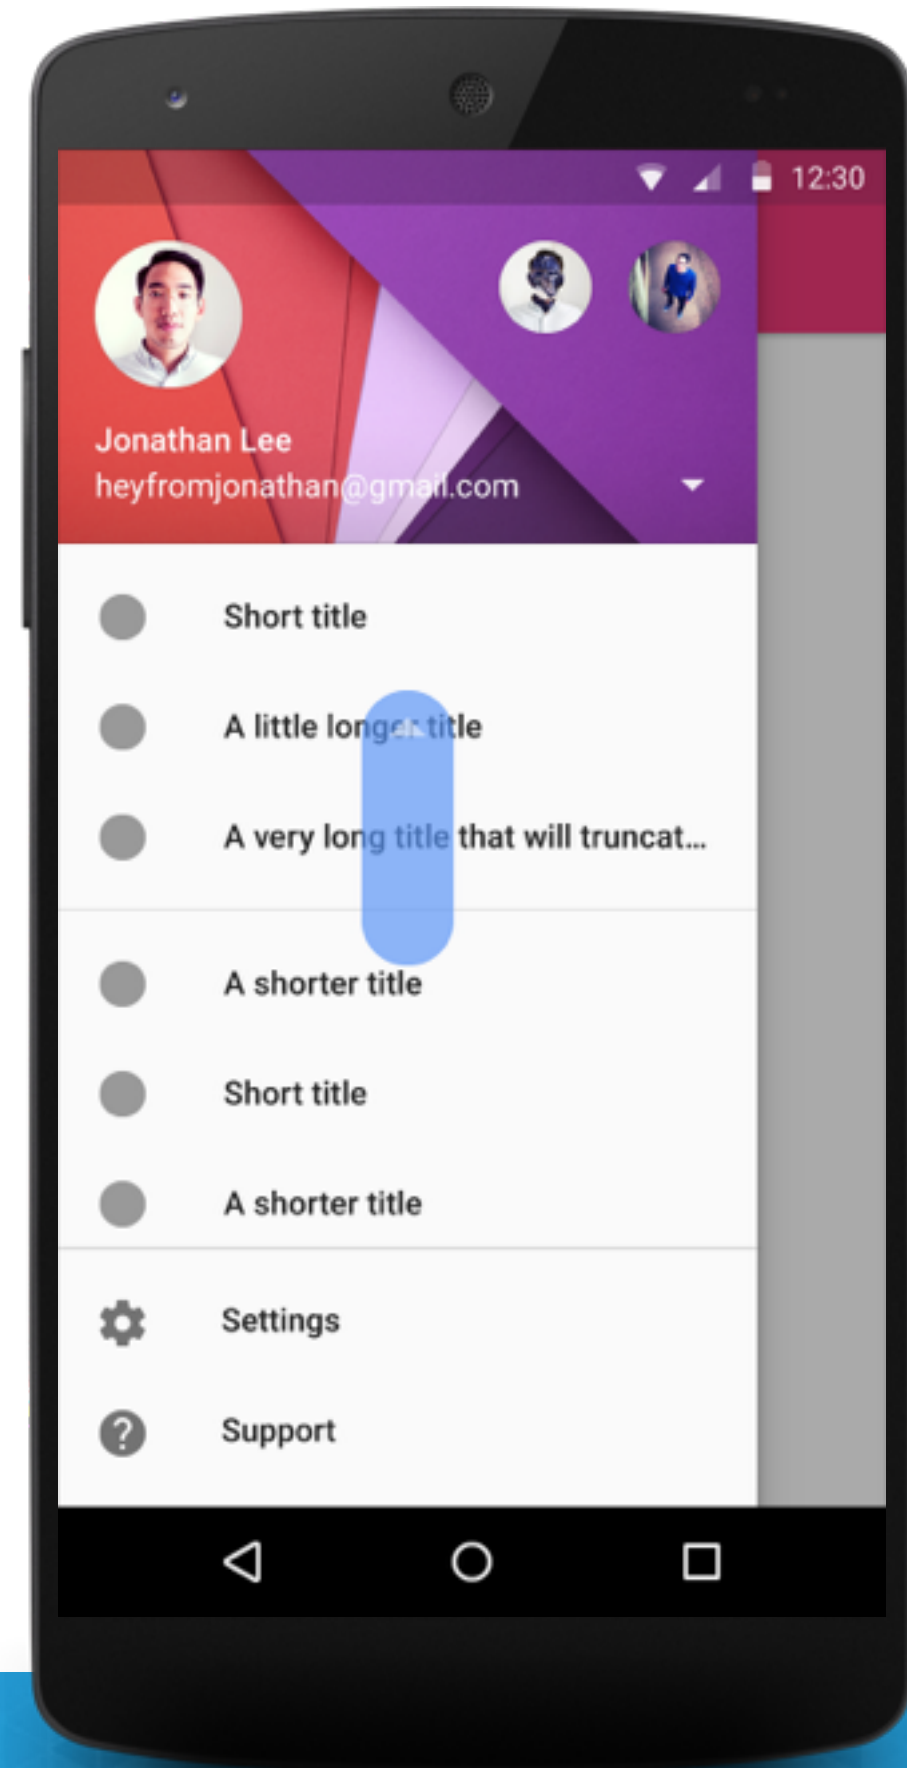 12:30
Jonathan Lee
heyfromjonathan@gmail.com
Short title
A little longer title
A very long title that will truncat...
A shorter title
Short title
A shorter title
Settings
Support